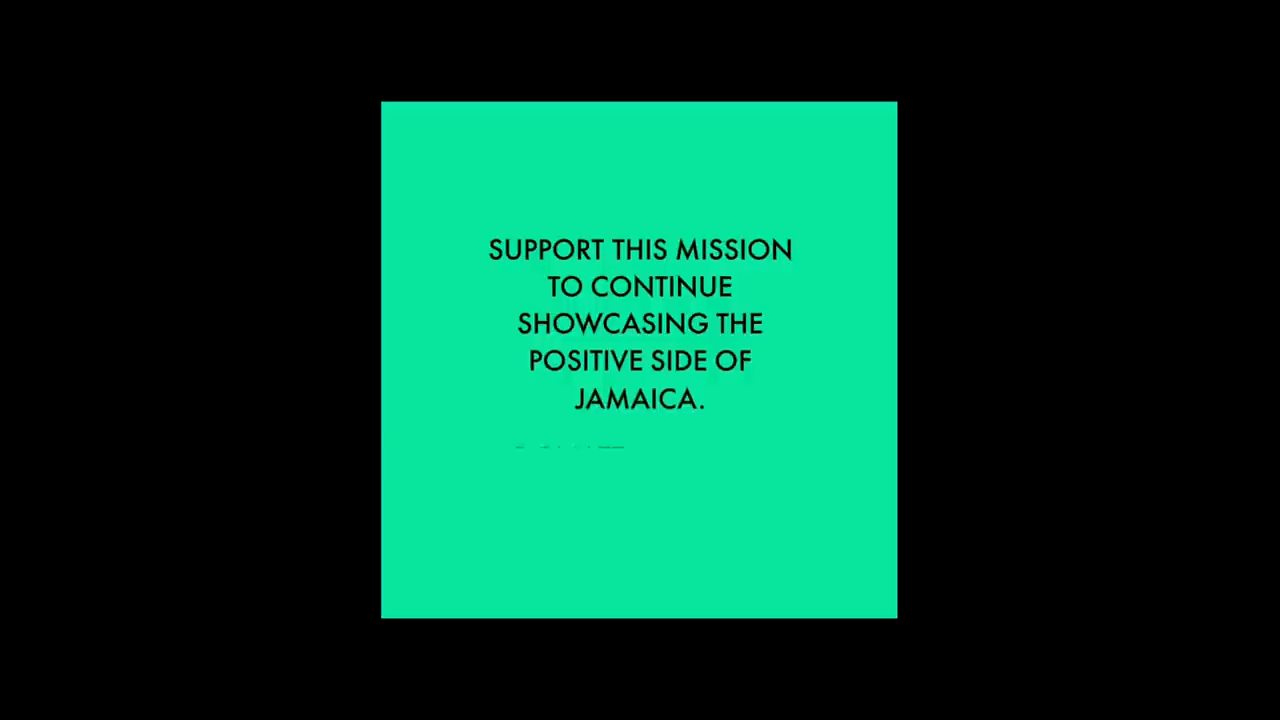 SUPPORT THIS MISSION
TO CONTINUE
SHOWCASING THE
POSITIVE SIDE OF
JAMAICA.